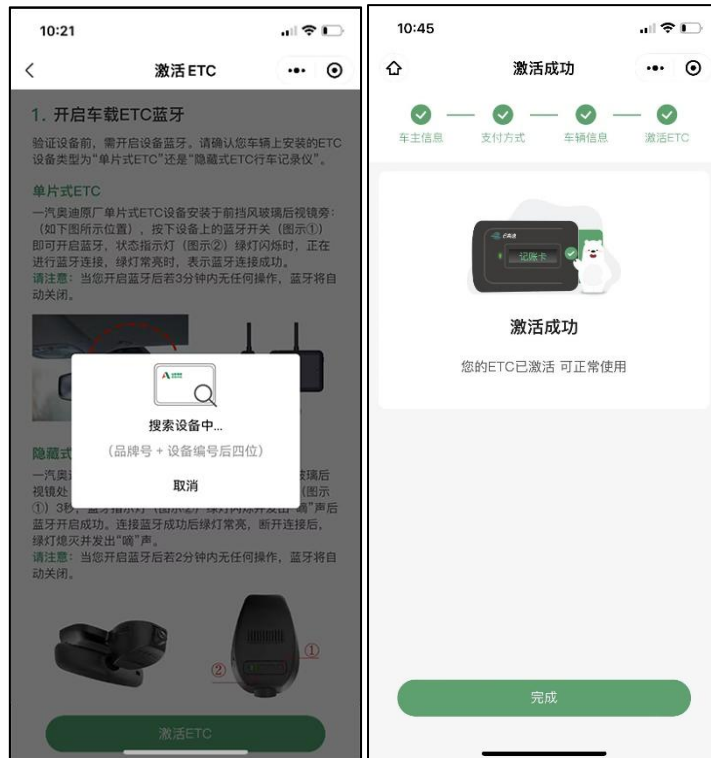 10:21
激活ETC
1. 开启车载ETC蓝牙
验证设备前，需开启设备蓝牙，请确认您车辆上安装的ETC
设备类型为“单片式ETC”还是“隐藏式ETC行车记录仪”。
单片式ETC
一汽奥迪原厂单片式ETC设备安装于前挡风玻璃后视镜旁：
（如下图所示位置），按下设备上的蓝牙开关（图示①）
即可开启蓝牙，状态指示灯（图示②）绿灯闪烁时，正在
进行蓝牙连接，绿灯常亮时，表示蓝牙连接成功。
请注意：当您开启蓝牙后若3分钟内无任何操作，蓝牙将自
动关闭。
搜索设备中...
（品牌号 + 设备编号后四位）
取消
隐藏式
一汽奥
玻璃后
视镜处
（图示
①）3秒，蓝牙指示灯（图示②）绿灯闪烁并发出“嘀”声后
蓝牙开启成功。连接蓝牙成功后绿灯常亮，断开连接后，
绿灯熄灭并发出“嘀”声。
请注意：当您开启蓝牙后若2分钟内无任何操作，蓝牙将自
动关闭。
①
②
激活ETC
10:45
激活成功
车主信息
支付方式
车辆信息
激活ETC
记账卡
激活成功
您的ETC已激活 可正常使用
完成